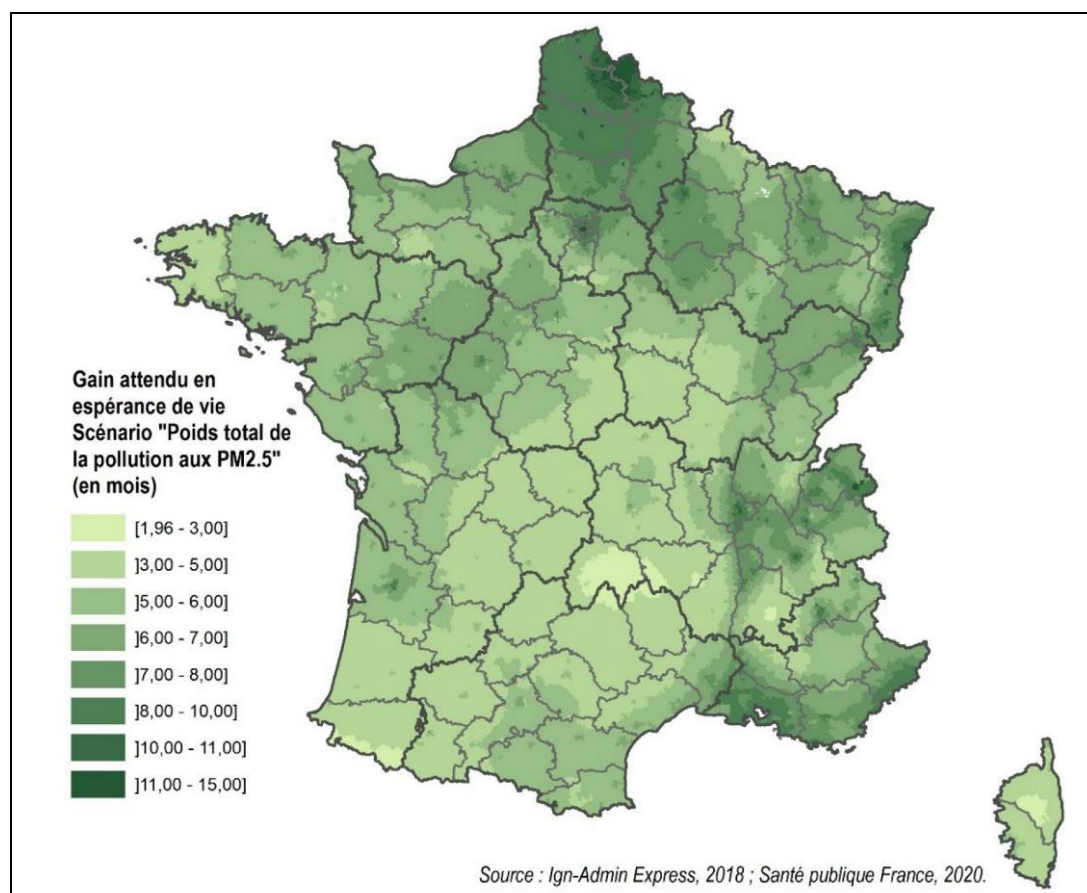 Gain attendu en
espérance de vie
Scénario "Poids total de
la pollution aux PM2.5"
(en mois)
[1,96 - 3,00]
]3,00 - 5,00]
]5,00 - 6,00]
]6,00 - 7,00]
]7,00 - 8,00]
]8,00 - 10,00]
]10,00 - 11,00]
]11,00 - 15,00]
Source : Ign-Admin Express, 2018 ; Santé publique France, 2020.